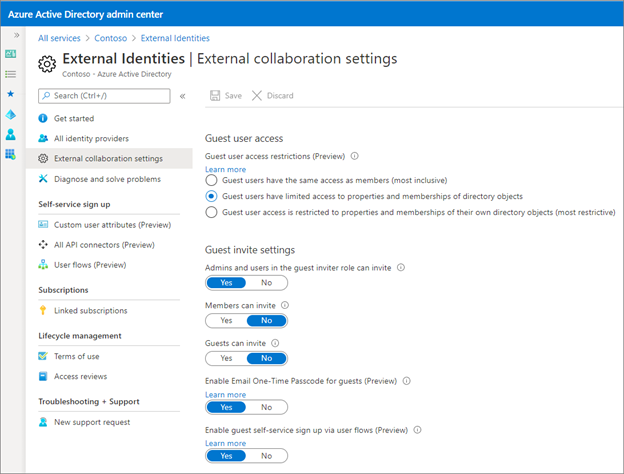 Azure Active Directory admin center
All services > Contoso > External Identities
External Identities | External collaboration settings
Contoso - Azure Active Directory
Search (Ctrl+/)
Save
Discard
Get started
All identity providers
External collaboration settings
Diagnose and solve problems
Self-service sign up
Custom user attributes (Preview)
All API connectors (Preview)
User flows (Preview)
Subscriptions
Linked subscriptions
Lifecycle management
Terms of use
Access reviews
Troubleshooting + Support
New support request
Guest user access
Guest user access restrictions (Preview)
Learn more
Guest users have the same access as members (most inclusive)
Guest users have limited access to properties and memberships of directory objects
Guest user access is restricted to properties and memberships of their own directory objects (most restrictive)
Guest invite settings
Admins and users in the guest inviter role can invite
Yes No
Members can invite
Yes No
Guests can invite
Yes No
Enable Email One-Time Passcode for guests (Preview)
Learn more
Yes No
Enable guest self-service sign up via user flows (Preview)
Learn more
Yes No